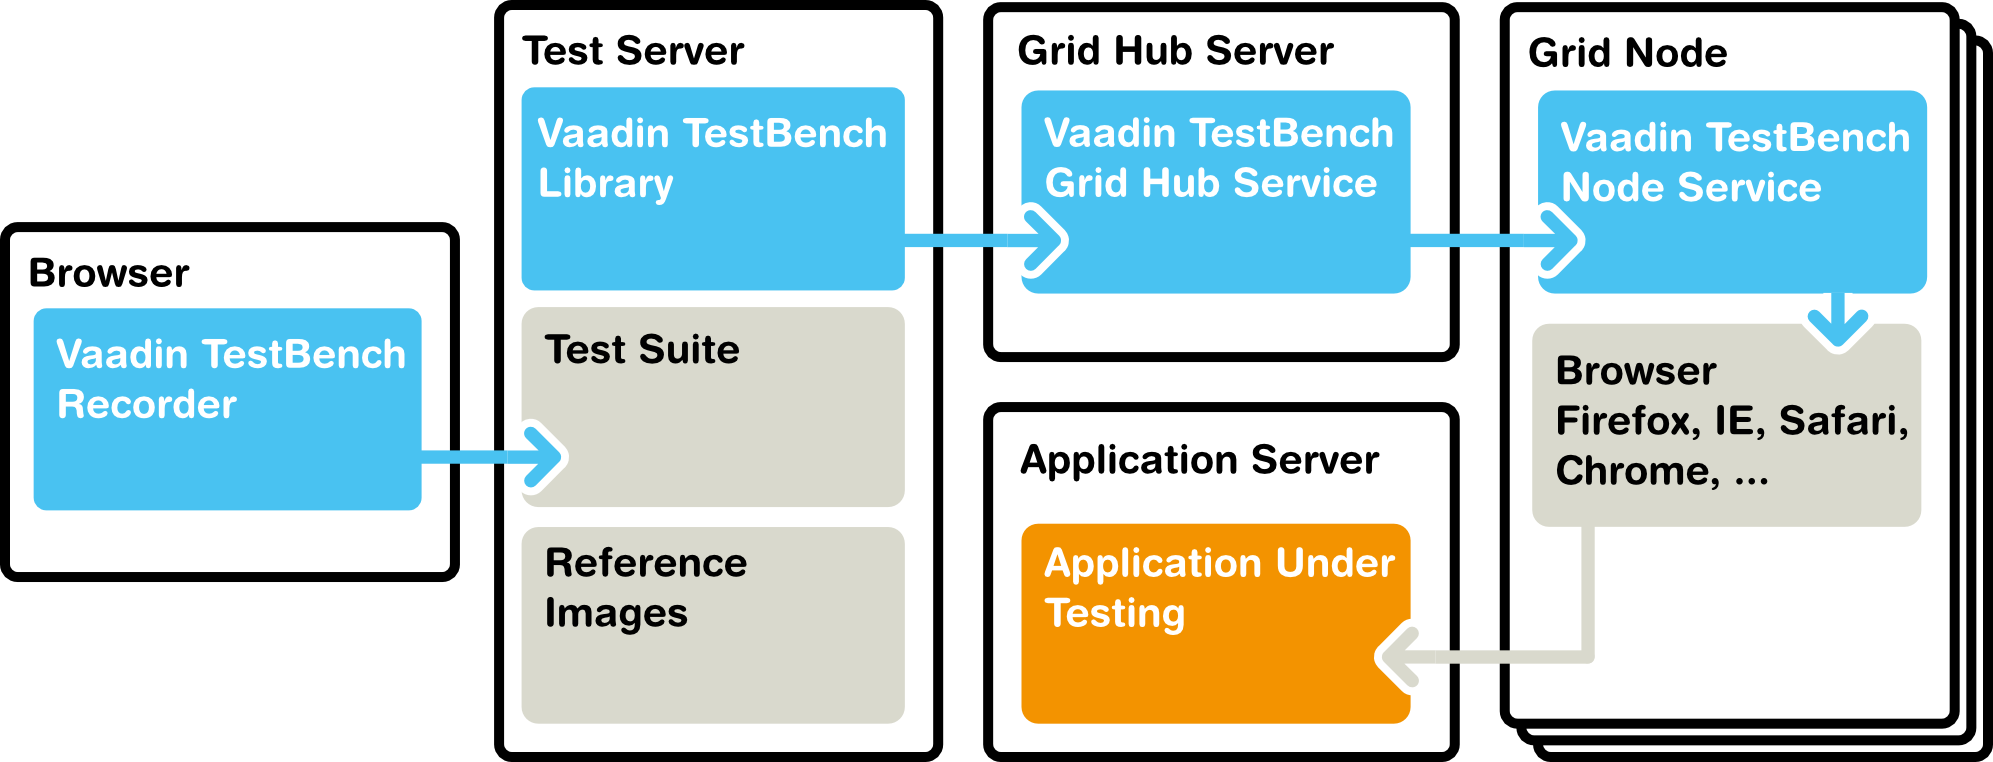 Browser
Vaadin TestBench
Recorder
Test Server
Vaadin TestBench
Library
Test Suite
Reference
Images
Grid Hub Server
Vaadin TestBench
Grid Hub Service
Application Server
Application Under
Testing
Grid Node
Vaadin TestBench
Node Service
Browser
Firefox, IE, Safari,
Chrome, ...